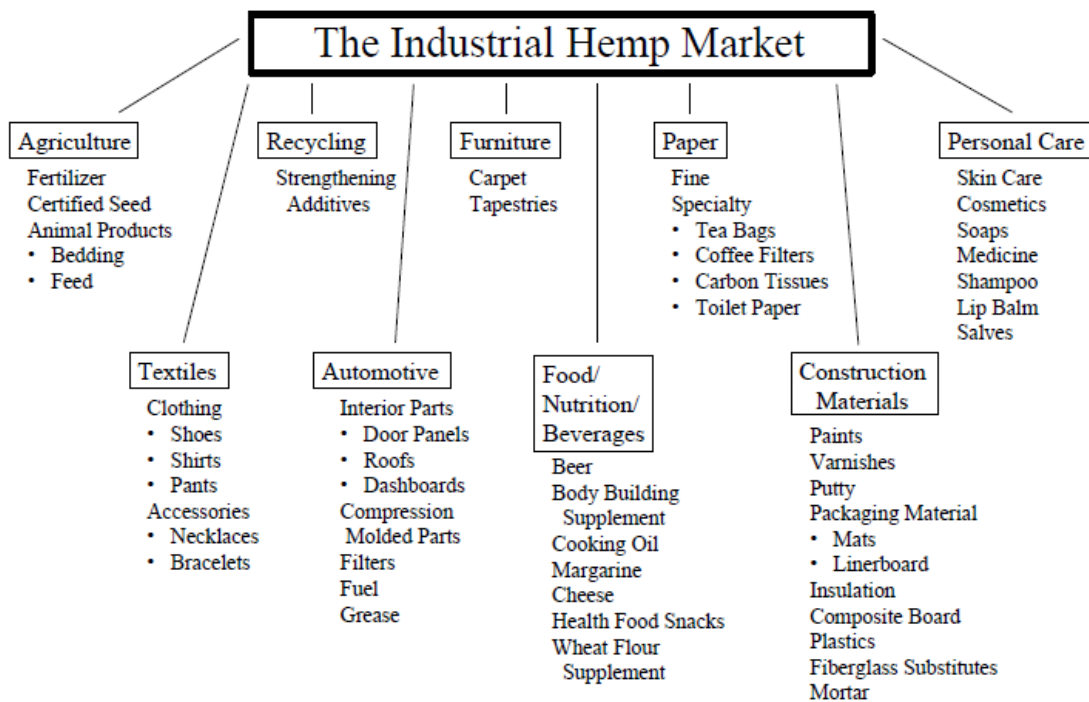 The Industrial Hemp Market
Agriculture
Fertilizer
Certified Seed
Animal Products
• Bedding
• Feed
Recycling
Strengthening
Additives
Furniture
Carpet
Tapestries
Paper
Fine
Specialty
• Tea Bags
• Coffee Filters
• Carbon Tissues
• Toilet Paper
Personal Care
Skin Care
Cosmetics
Soaps
Medicine
Shampoo
Lip Balm
Salves
Textiles
Clothing
• Shoes
• Shirts
• Pants
Accessories
• Necklaces
• Bracelets
Automotive
Interior Parts
• Door Panels
• Roofs
• Dashboards
Compression
Molded Parts
Filters
Fuel
Grease
Food/
Nutrition/
Beverages
Beer
Body Building
Supplement
Cooking Oil
Margarine
Cheese
Health Food Snacks
Wheat Flour
Supplement
Construction
Materials
Paints
Varnishes
Putty
Packaging Material
• Mats
• Linerboard
Insulation
Composite Board
Plastics
Fiberglass Substitutes
Mortar